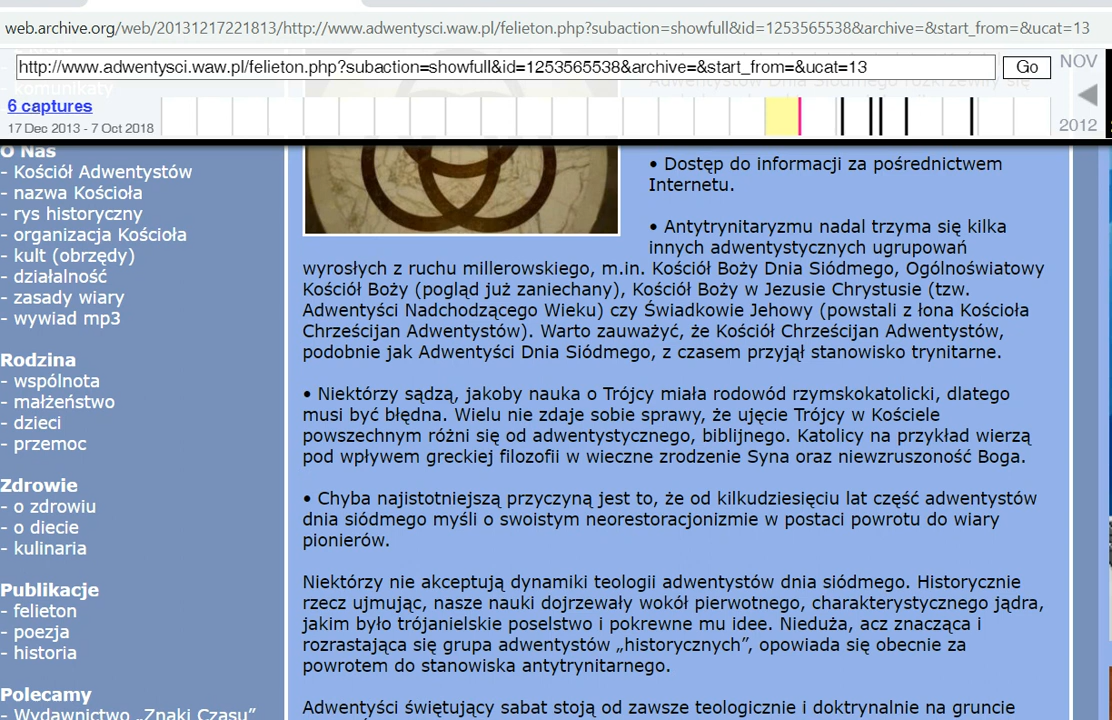 web.archive.org/web/20131217221813/http://www.adwentysci.waw.pl/felieton.php?subaction=showfull&id=1253565538&archive=&start_from=&ucat=13
http://www.adwentysci.waw.pl/felieton.php?subaction=showfull&id=1253565538&archive=&start_from=&ucat=13
Go
NOV
komunikaty
6 captures
17 Dec 2013 - 7 Oct 2018
2012
O Nas
- Kościół Adwentystów
- nazwa Kościoła
- rys historyczny
- organizacja Kościoła
- kult (obrzędy)
- działalność
- zasady wiary
- wywiad mp3
Rodzina
- wspólnota
- małżeństwo
- dzieci
- przemoc
Zdrowie
- o zdrowiu
- o diecie
- kulinaria
Publikacje
- felieton
- poezja
- historia
Polecamy
- Wydawnictwo „Znaki Czasu”
• Dostęp do informacji za pośrednictwem
Internetu.
• Antytrynitaryzmu nadal trzyma się kilka
innych adwentystycznych ugrupowań
wyrosłych z ruchu millerowskiego, m.in. Kościół Boży Dnia Siódmego, Ogólnoświatowy
Kościół Boży (pogląd już zaniechany), Kościół Boży w Jezusie Chrystusie (tzw.
Adwentyści Nadchodzącego Wieku) czy Świadkowie Jehowy (powstali z łona Kościoła
Chrześcijan Adwentystów). Warto zauważyć, że Kościół Chrześcijan Adwentystów,
podobnie jak Adwentyści Dnia Siódmego, z czasem przyjął stanowisko trynitarne.
• Niektórzy sądzą, jakoby nauka o Trójcy miała rodowód rzymskokatolicki, dlatego
musi być błędna. Wielu nie zdaje sobie sprawy, że ujęcie Trójcy w Kościele
powszechnym różni się od adwentystycznego, biblijnego. Katolicy na przykład wierzą
pod wpływem greckiej filozofii w wieczne zrodzenie Syna oraz niewzruszoność Boga.
• Chyba najistotniejszą przyczyną jest to, że od kilkudziesięciu lat część adwentystów
dnia siódmego myśli o swoistym neorestoracjonizmie w postaci powrotu do wiary
pionierów.
Niektórzy nie akceptują dynamiki teologii adwentystów dnia siódmego. Historycznie
rzecz ujmując, nasze nauki dojrzewały wokół pierwotnego, charakterystycznego jądra,
jakim było trójanielskie poselstwo i pokrewne mu idee. Nieduża, acz znacząca i
rozrastająca się grupa adwentystów „historycznych”, opowiada się obecnie za
powrotem do stanowiska antytrynitarnego.
Adwentyści świętujący sabat stoją od zawsze teologicznie i doktrynalnie na gruncie